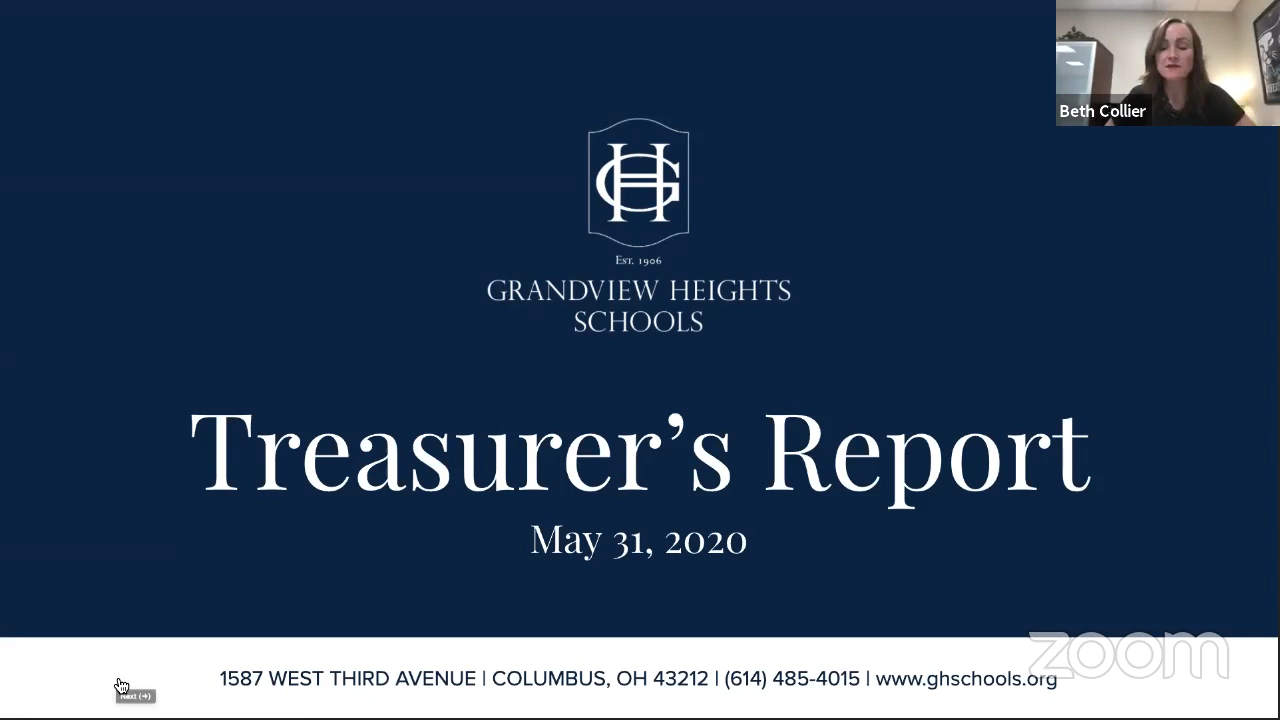 Beth Collier
GH
Est. 1906
GRANDVIEW HEIGHTS
SCHOOLS
Treasurer's Report
May 31, 2020
zoom
1587 WEST THIRD AVENUE | COLUMBUS, OH 43212 | (614) 485-4015 | www.ghschools.org
Next (→)